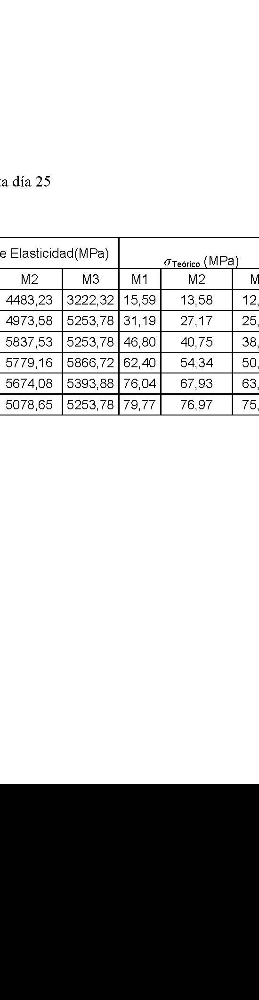 ta día 25
e Elasticidad(MPa) σTeórico (MPa)
M2 M3 M1 M2 M
4483,23 3222,32 15,59 13,58 12,
4973,58 5253,78 31,19 27,17 25,
5837,53 5253,78 46,80 40,75 38,
5779,16 5866,72 62,40 54,34 50,
5674,08 5393,88 76,04 67,93 63,
5078,65 5253,78 79,77 76,97 75,